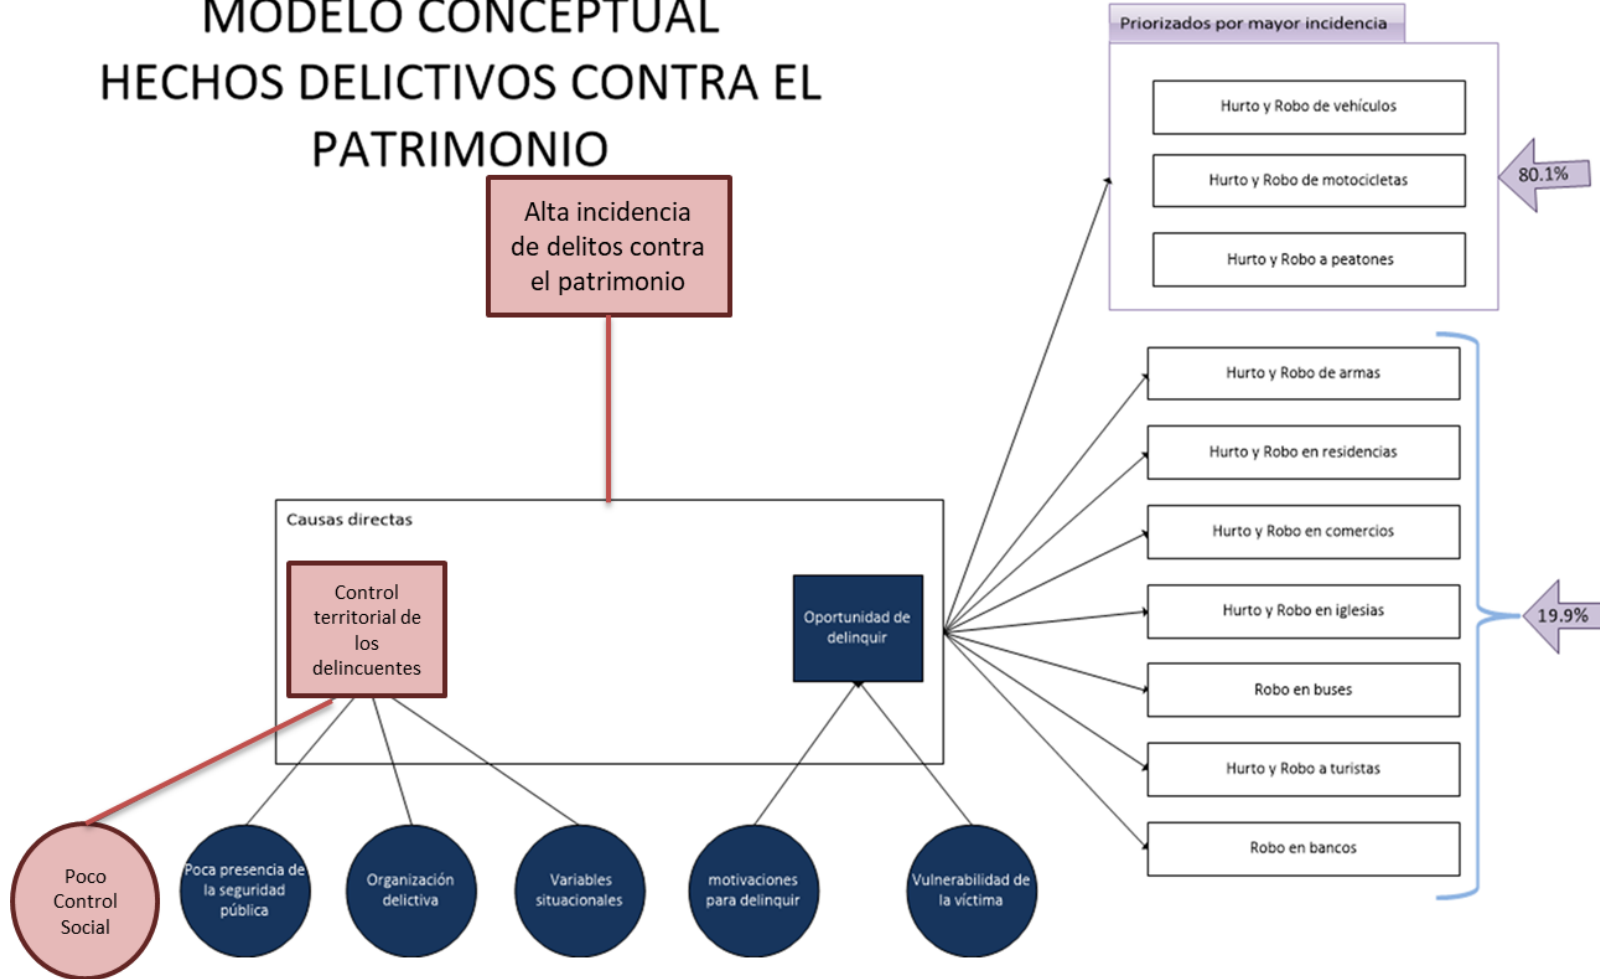 MODELO CONCEPTUAL
HECHOS DELICTIVOS CONTRA EL
PATRIMONIO
Alta incidencia
de delitos contra
el patrimonio
Causas directas
Control
territorial de
los
delincuentes
Oportunidad de
delinquir
Poco
Control
Social
Poca presencia de
la seguridad
pública
Organización
delictiva
Variables
situacionales
motivaciones
para delinquir
Vulnerabilidad de
la víctima
Priorizados por mayor incidencia
Hurto y Robo de vehículos
Hurto y Robo de motocicletas
Hurto y Robo a peatones
80.1%
Hurto y Robo de armas
Hurto y Robo en residencias
Hurto y Robo en comercios
Hurto y Robo en iglesias
Robo en buses
Hurto y Robo a turistas
Robo en bancos
19.9%